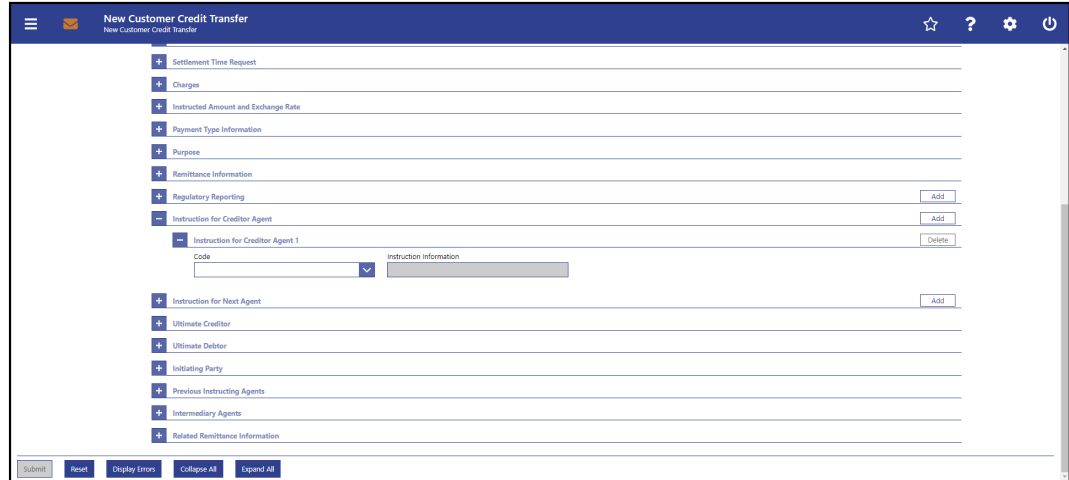 New Customer Credit Transfer
New Customer Credit Transfer
Settlement Time Request
Charges
Instructed Amount and Exchange Rate
Payment Type Information
Purpose
Remittance Information
Regulatory Reporting Add
Instruction for Creditor Agent Add
Instruction for Creditor Agent 1 Delete
Code Instruction Information
Instruction for Next Agent Add
Ultimate Creditor
Ultimate Debtor
Initiating Party
Previous Instructing Agents
Intermediary Agents
Related Remittance Information
Submit Reset Display Errors Collapse All Expand All